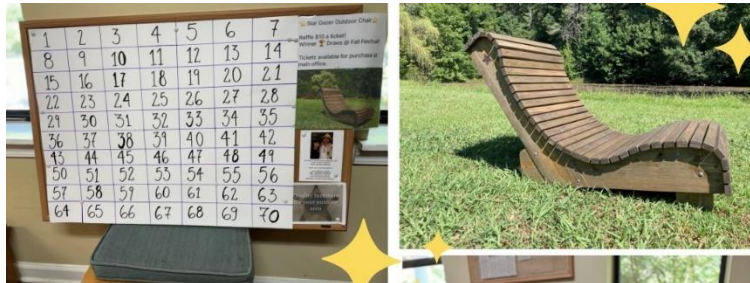 1 2 3 4 5 6 7
8 9 10 11 12 13 14
15 16 17 18 19 20 21
22 23 24 25 26 27 28
29 30 31 32 33 34 35
36 37 38 39 40 41 42
43 44 45 46 47 48 49
50 51 52 53 54 55 56
57 58 59 60 61 62 63
64 65 66 67 68 69 70
Star Gazer Outdoor Chair
Raffle $10 a ticket!
Winner Drawn @ Fall Festival
Tickets available for purchase @
main office.